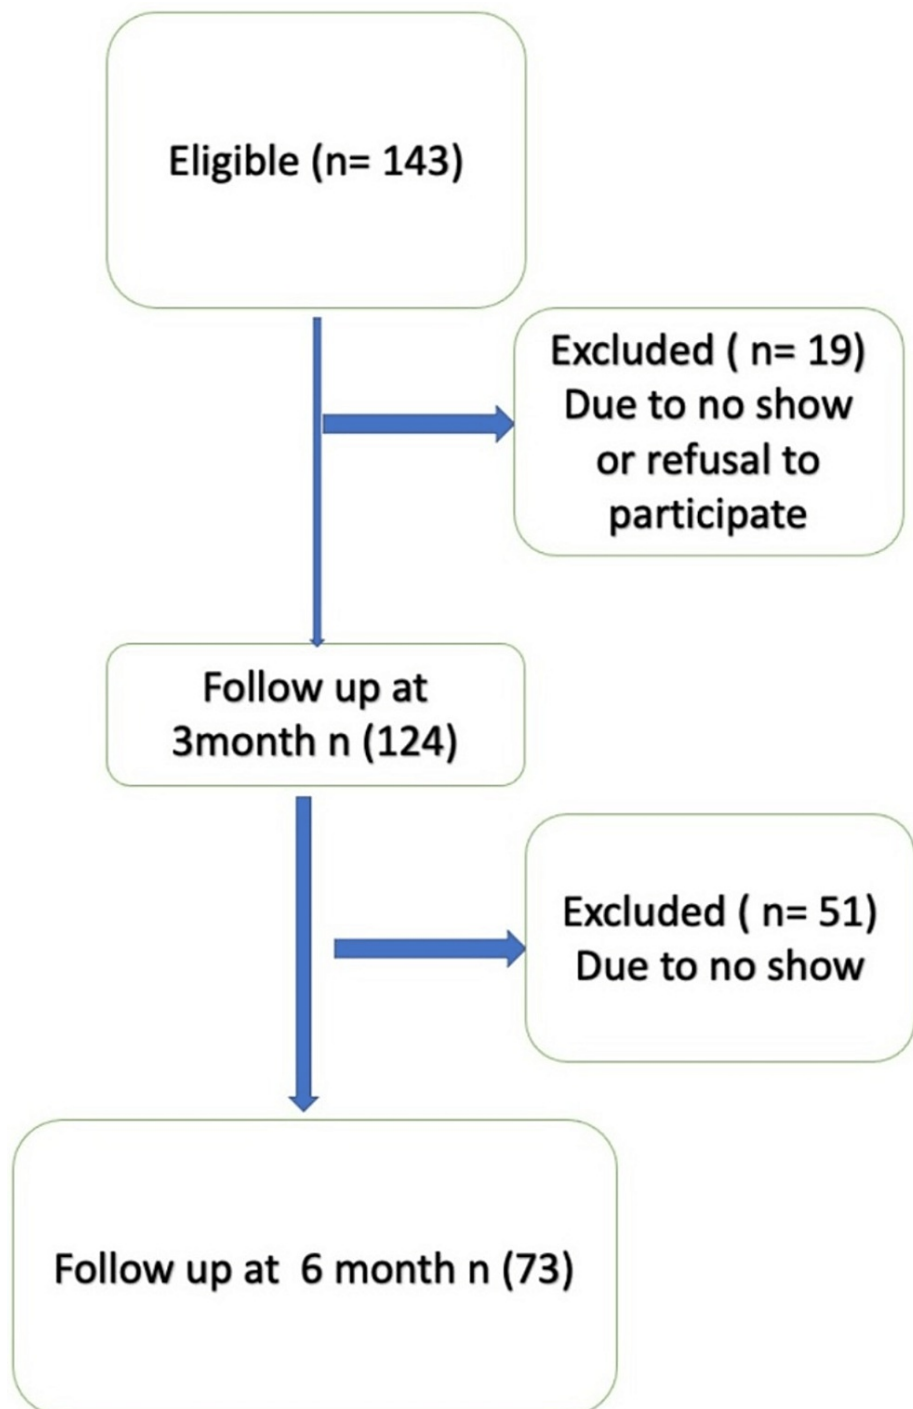 Eligible (n= 143)
Excluded ( n= 19)
Due to no show
or refusal to
participate
Follow up at
3month n (124)
Excluded ( n= 51)
Due to no show
Follow up at  6 month n (73)